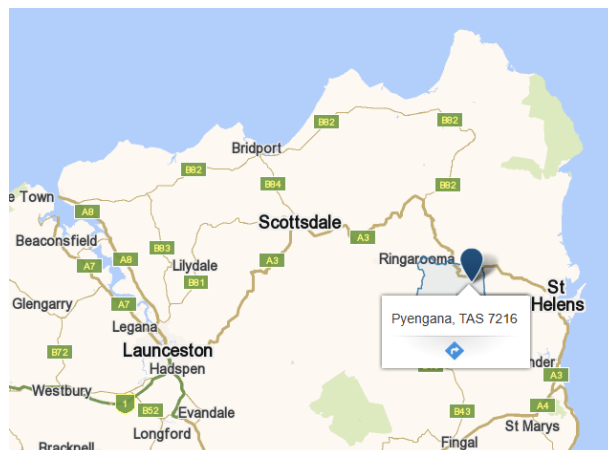 B82
B82
Bridport
B82
B84
B82
e Town
A8
Scottsdale
A3
Beaconsfield
B83
A8
A7
Lilydale
A3
Ringarooma
B81
St
Helens
Glengarry
A7
Pyengana, TAS 7216
Legana
B72
Launceston
Hadspen
nder
A3
Westbury
1
B52
Evandale
B43
A4
Longford
St Marys
Bracknell
Fingal